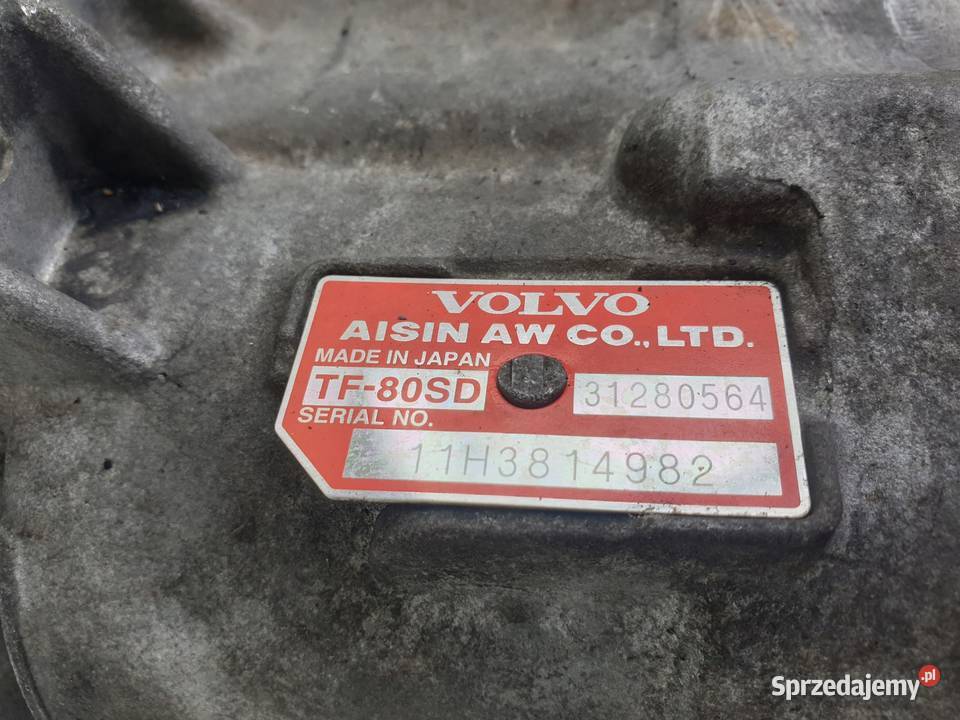 VOLVO
AISIN AW CO., LTD.
MADE IN JAPAN
TF-80SD 31280564
SERIAL NO.
11H3814982
Sprzedajemy.pl